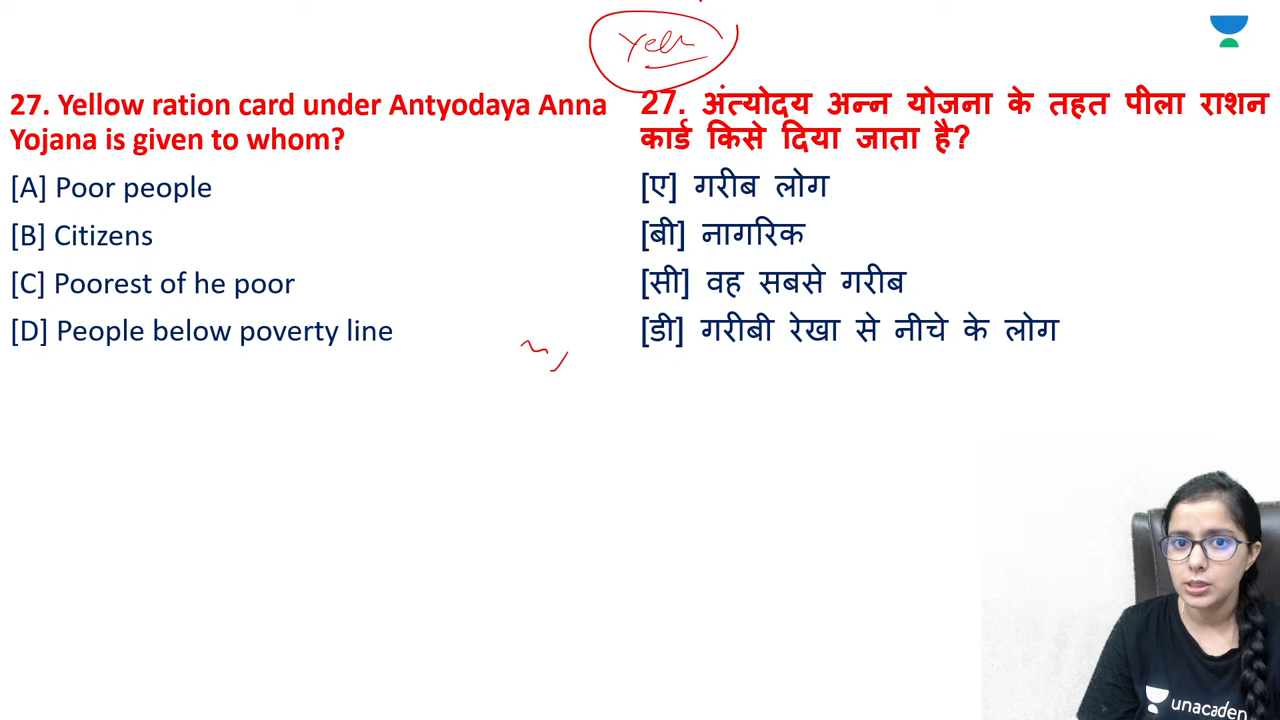 Yell
27. Yellow ration card under Antyodaya Anna
Yojana is given to whom?
[A] Poor people
[B] Citizens
[C] Poorest of he poor
[D] People below poverty line
27. अंत्योदय अन्न योजना के तहत पीला राशन
कार्ड किसे दिया जाता है?
[ए] गरीब लोग
[बी] नागरिक
[सी] वह सबसे गरीब
[डी] गरीबी रेखा से नीचे के लोग